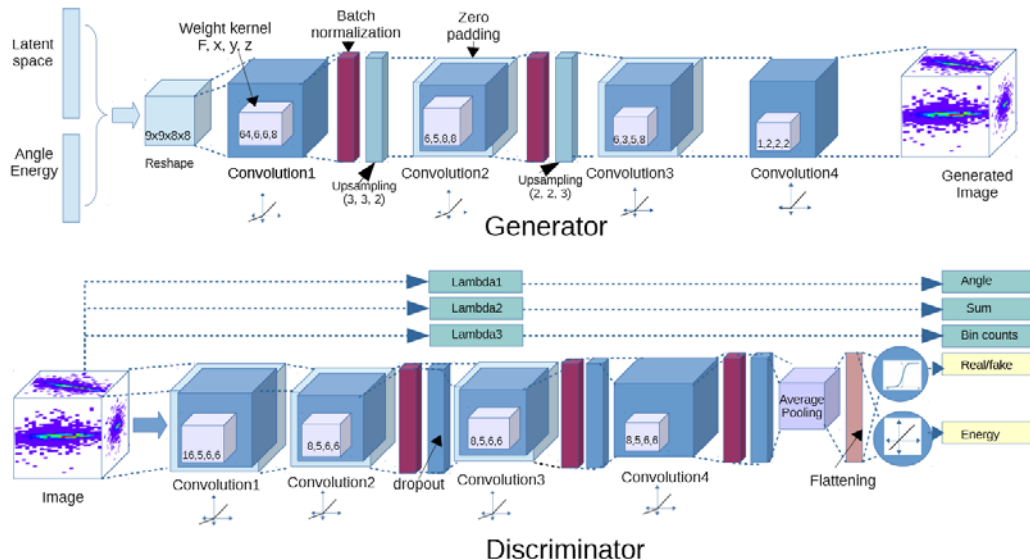 Latent
space
Angle
Energy
9x9x8x8
Reshape
Weight kernel
F, x, y, z
64,6,6,8
Convolution1
Batch
normalization
Upsampling
(3, 3, 2)
Zero
padding
6,5,8,8
Convolution2
Upsampling
(2, 2, 3)
6,3,5,8
Convolution3
1,2,2,2
Convolution4
Generated
Image
Generator
Lambda1
Lambda2
Lambda3
Angle
Sum
Bin counts
Real/fake
Energy
Image
16,5,6,6
Convolution1
8,5,6,6
Convolution2
dropout
8,5,6,6
Convolution3
8,5,6,6
Convolution4
Average
Pooling
Flattening
Discriminator